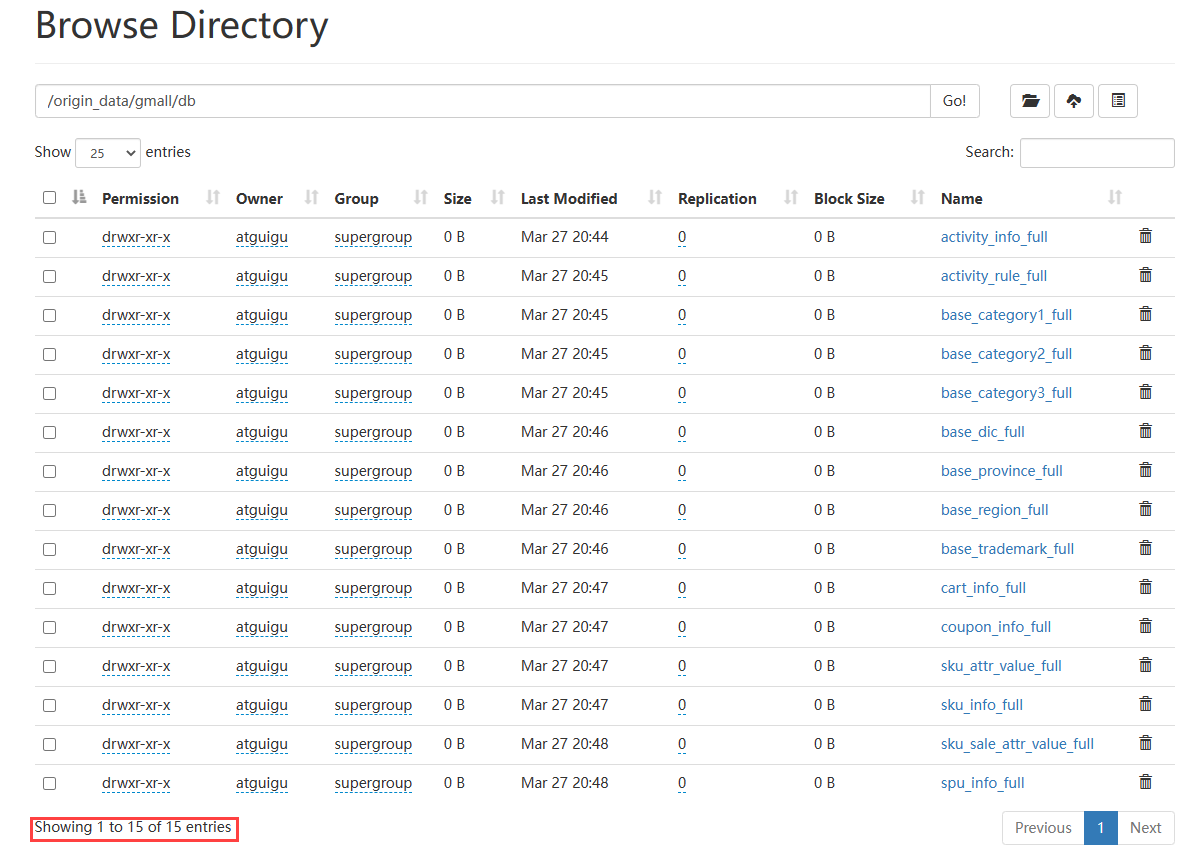 Browse Directory
/origin_data/gmall/db Go!
Show 25 entries Search:
Permission Owner Group Size Last Modified Replication Block Size Name
drwxr-xr-x atguigu supergroup 0 B Mar 27 20:44 0 0 B activity_info_full
drwxr-xr-x atguigu supergroup 0 B Mar 27 20:45 0 0 B activity_rule_full
drwxr-xr-x atguigu supergroup 0 B Mar 27 20:45 0 0 B base_category1_full
drwxr-xr-x atguigu supergroup 0 B Mar 27 20:45 0 0 B base_category2_full
drwxr-xr-x atguigu supergroup 0 B Mar 27 20:45 0 0 B base_category3_full
drwxr-xr-x atguigu supergroup 0 B Mar 27 20:46 0 0 B base_dic_full
drwxr-xr-x atguigu supergroup 0 B Mar 27 20:46 0 0 B base_province_full
drwxr-xr-x atguigu supergroup 0 B Mar 27 20:46 0 0 B base_region_full
drwxr-xr-x atguigu supergroup 0 B Mar 27 20:46 0 0 B base_trademark_full
drwxr-xr-x atguigu supergroup 0 B Mar 27 20:47 0 0 B cart_info_full
drwxr-xr-x atguigu supergroup 0 B Mar 27 20:47 0 0 B coupon_info_full
drwxr-xr-x atguigu supergroup 0 B Mar 27 20:47 0 0 B sku_attr_value_full
drwxr-xr-x atguigu supergroup 0 B Mar 27 20:47 0 0 B sku_info_full
drwxr-xr-x atguigu supergroup 0 B Mar 27 20:48 0 0 B sku_sale_attr_value_full
drwxr-xr-x atguigu supergroup 0 B Mar 27 20:48 0 0 B spu_info_full
Showing 1 to 15 of 15 entries Previous 1 Next